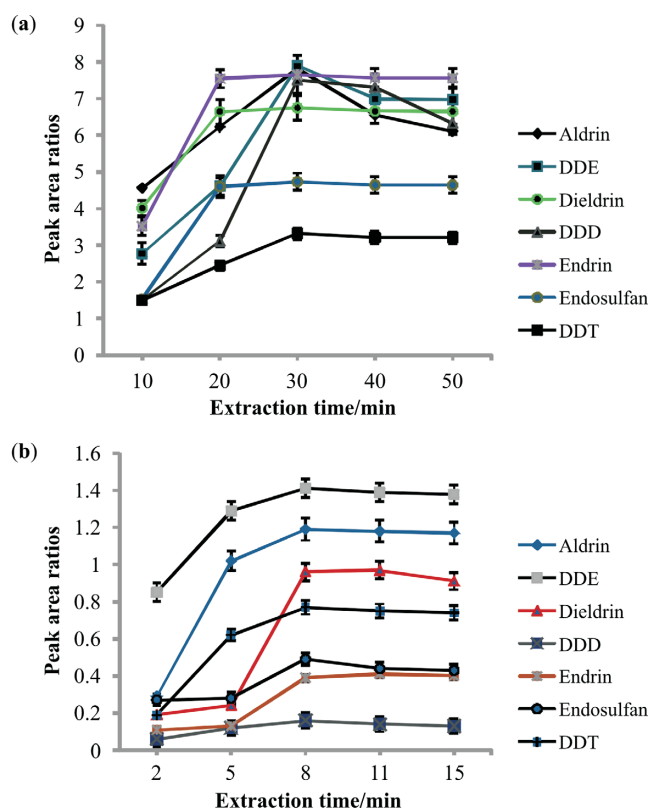 (a)
9
8
7
6
5
4
3
2
1
0
Peak area ratios
10 20 30 40 50
Extraction time/min
Aldrin
DDE
Dieldrin
DDD
Endrin
Endosulfan
DDT
(b)
1.6
1.4
1.2
1
0.8
0.6
0.4
0.2
0
Peak area ratios
2 5 8 11 15
Extraction time/min
Aldrin
DDE
Dieldrin
DDD
Endrin
Endosulfan
DDT